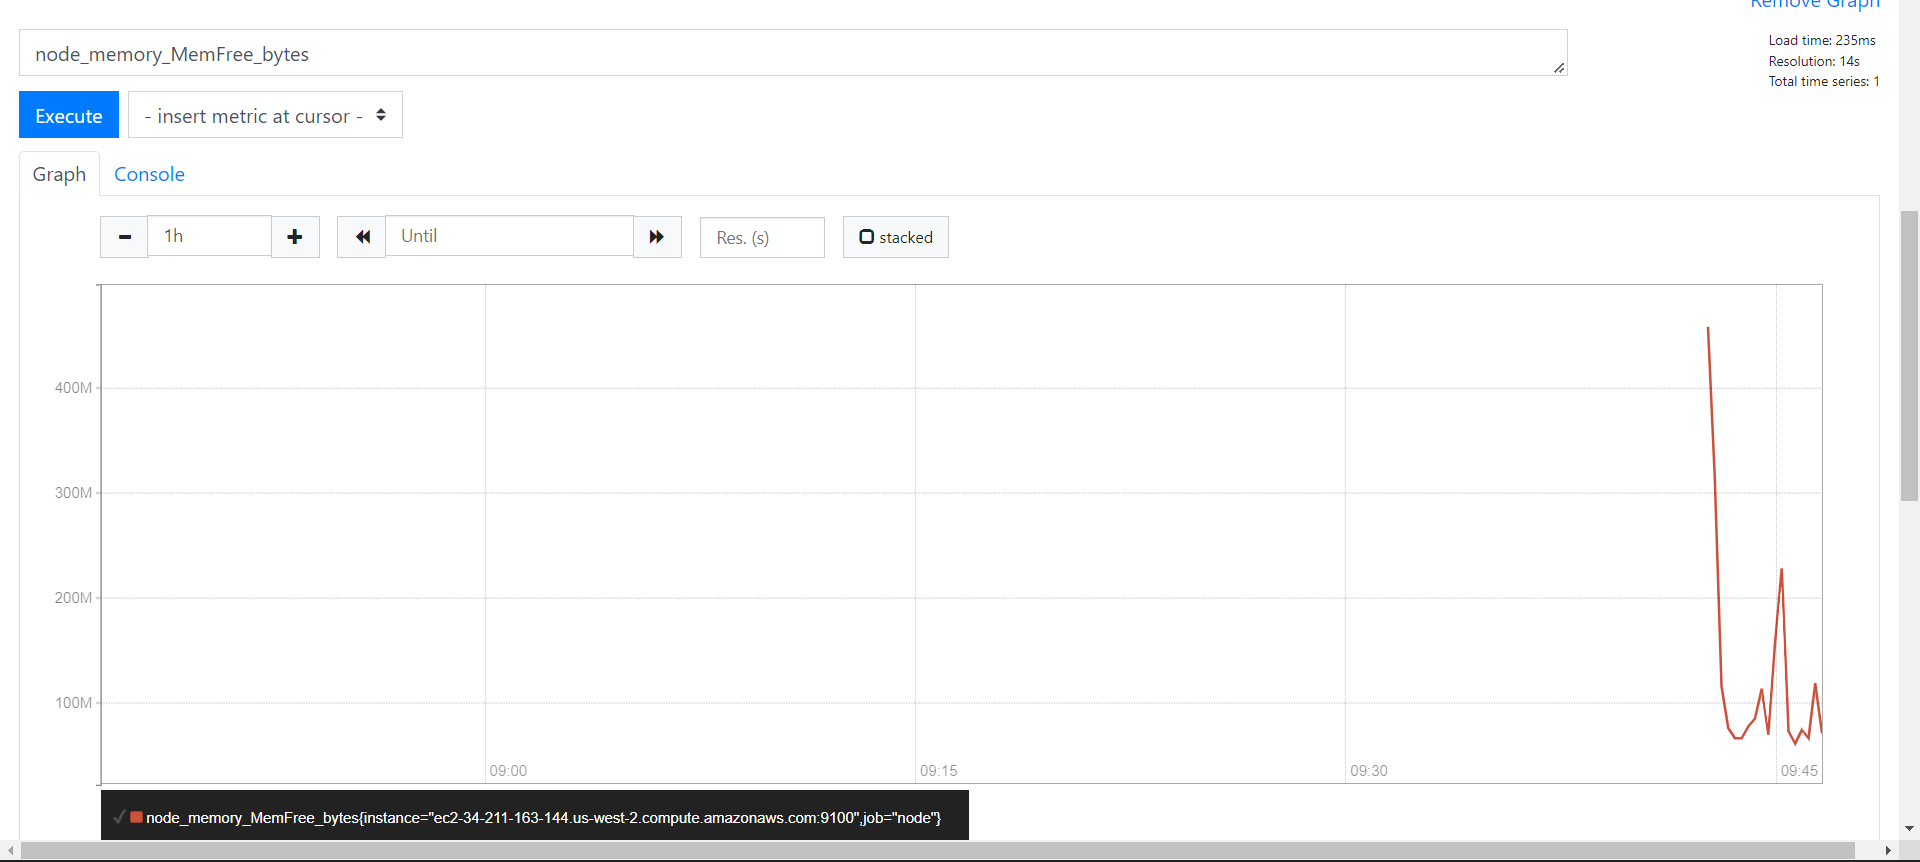 Remove Graph
node_memory_MemFree_bytes
Load time: 235ms
Resolution: 14s
Total time series: 1
Execute
- insert metric at cursor -
Graph
Console
1h
Until
Res. (s)
stacked
400M
300M
200M
100M
09:00
09:15
09:30
09:45
node_memory_MemFree_bytes{instance="ec2-34-211-163-144.us-west-2.compute.amazonaws.com:9100",job="node"}